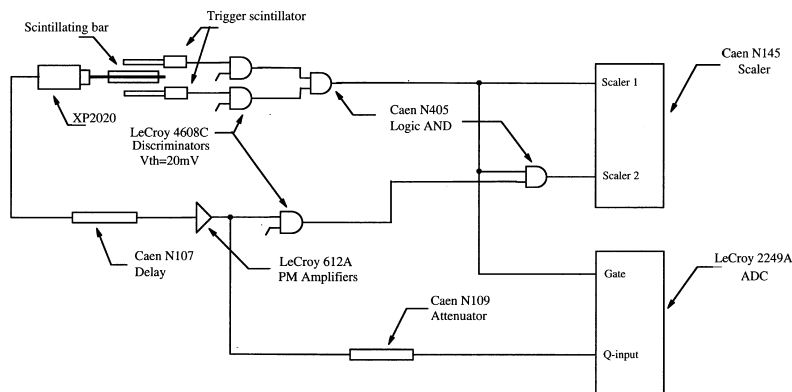 Trigger scintillator
Scintillating bar
XP2020
LeCroy 4608C
Discriminators
Vth=20mV
Caen N405
Logic AND
Caen N145
Scaler
Scaler 1
Scaler 2
Caen N107
Delay
LeCroy 612A
PM Amplifiers
Caen N109
Attenuator
Gate
Q-input
LeCroy 2249A
ADC